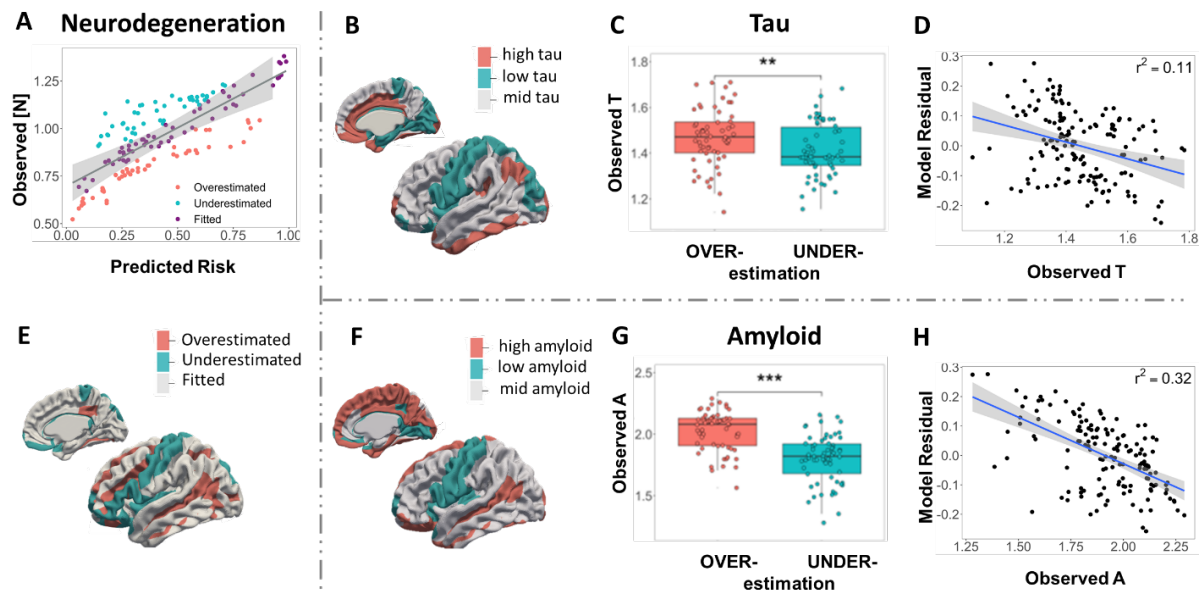 A Neurodegeneration
Observed [N]
1.25
1.00
0.75
0.50
Overestimated
Underestimated
Fitted
0.00 0.25 0.50 0.75 1.00
Predicted Risk
B
high tau
low tau
mid tau
C Tau
Observed T
1.8
1.6
1.4
1.2
**
OVER- UNDER-
estimation
D
r² = 0.11
Model Residual
0.3
0.2
0.1
0.0
-0.1
-0.2
1.2 1.4 1.6 1.8
Observed T
E
Overestimated
Underestimated
Fitted
F
high amyloid
low amyloid
mid amyloid
G Amyloid
Observed A
2.5
2.0
1.5
***
OVER- UNDER-
estimation
H
r² = 0.32
Model Residual
0.3
0.2
0.1
0.0
-0.1
-0.2
1.25 1.50 1.75 2.00 2.25
Observed A